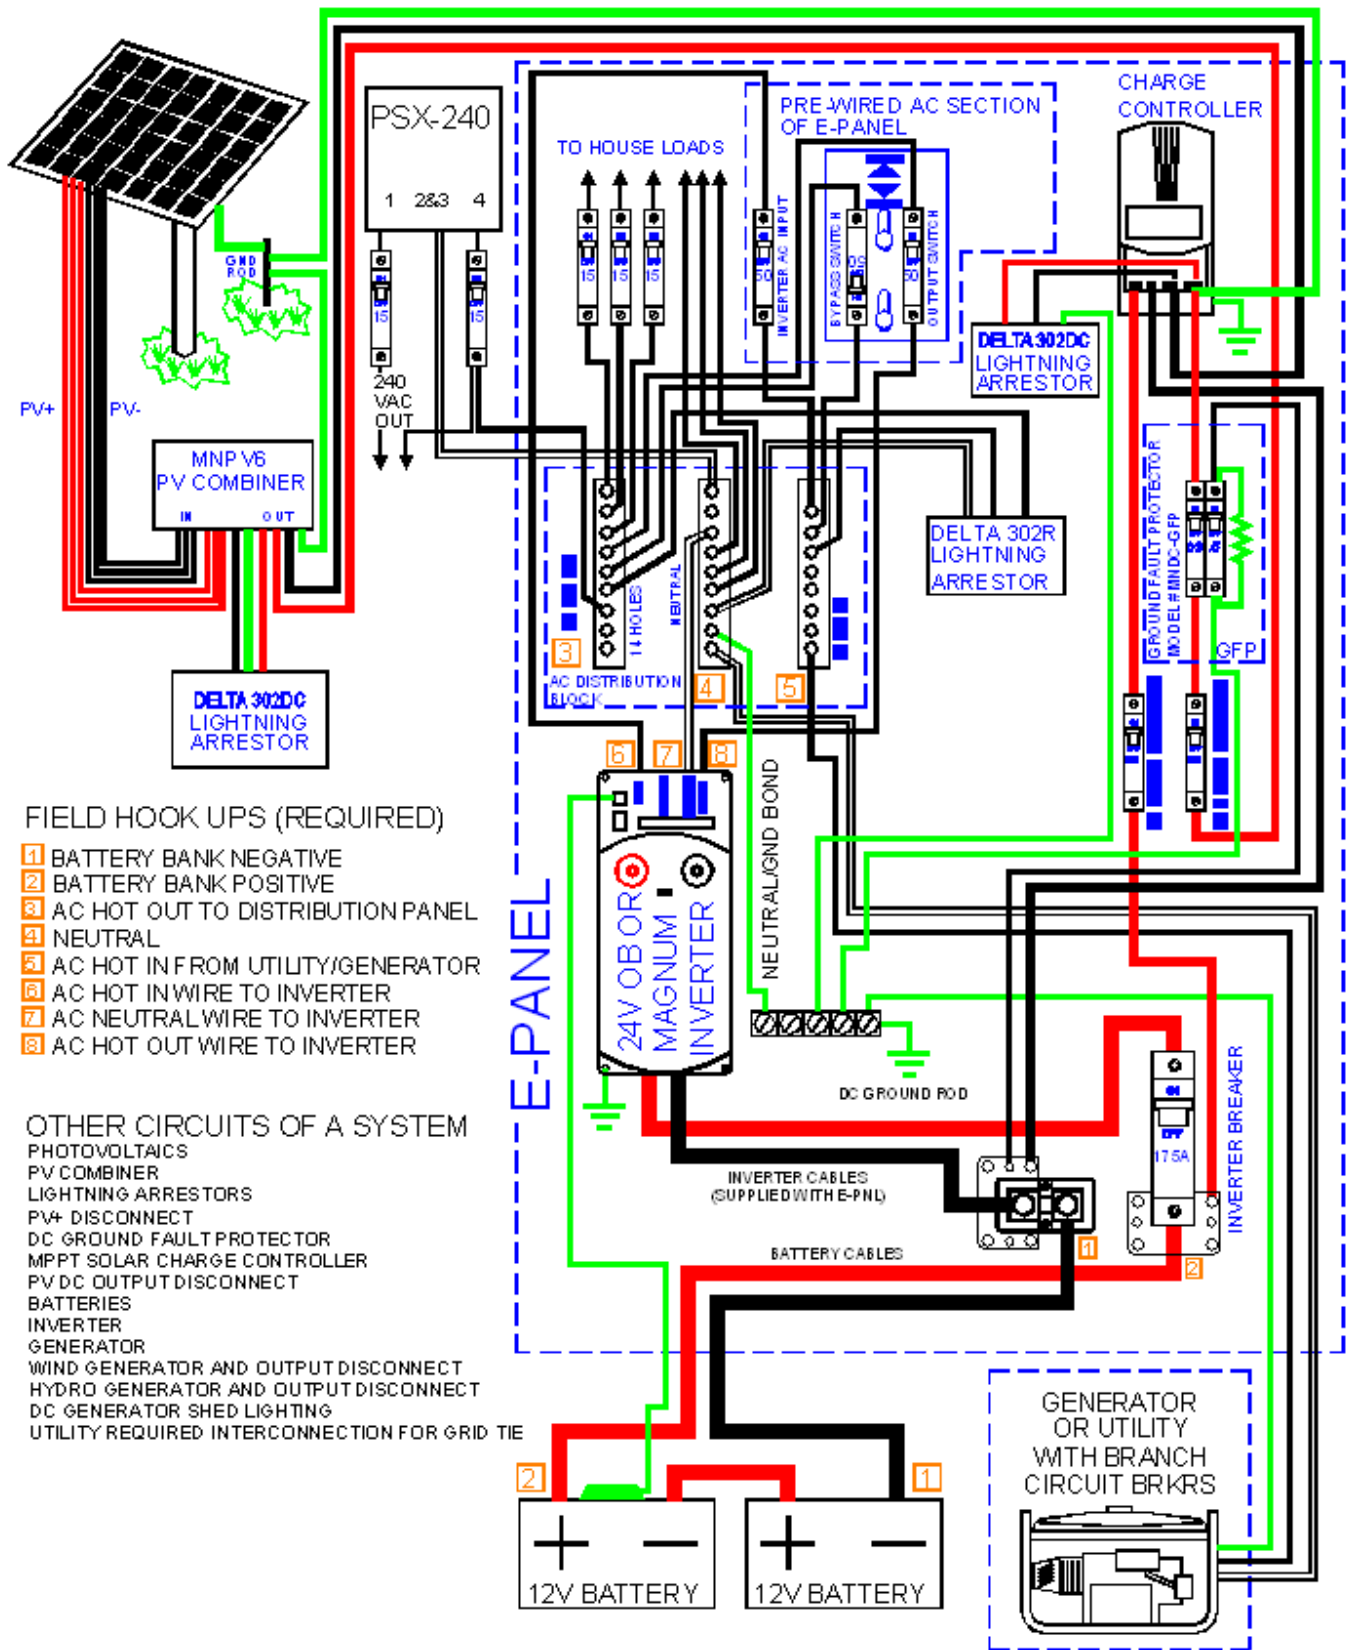 PSX-240
1 2&3 4
15
15
240
VAC
OUT
GND
ROD
PV+
PV-
MNPV6
PV COMBINER
IN OUT
DELTA 302DC
LIGHTNING
ARRESTOR
TO HOUSE LOADS
15
15
15
PRE-WIRED AC SECTION
OF E-PANEL
50
INVERTER AC INPUT
BYPASS SWITCH
50
OUTPUT SWITCH
CHARGE
CONTROLLER
DELTA 302DC
LIGHTNING
ARRESTOR
DELTA 302R
LIGHTNING
ARRESTOR
GROUND FAULT PROTECTOR
MODEL # MNDC-GFP
GFP
14 HOLES
NEUTRAL
3
AC DISTRIBUTION
BLOCK
4
5
6
7
8
24V OBOR
MAGNUM
INVERTER
E-PANEL
NEUTRAL/GND BOND
DC GROUND ROD
175A
OFF
INVERTER BREAKER
INVERTER CABLES
(SUPPLIED WITH E-PNL)
BATTERY CABLES
1
2
FIELD HOOK UPS (REQUIRED)
1 BATTERY BANK NEGATIVE
2 BATTERY BANK POSITIVE
3 AC HOT OUT TO DISTRIBUTION PANEL
4 NEUTRAL
5 AC HOT IN FROM UTILITY/GENERATOR
6 AC HOT IN WIRE TO INVERTER
7 AC NEUTRAL WIRE TO INVERTER
8 AC HOT OUT WIRE TO INVERTER
OTHER CIRCUITS OF A SYSTEM
PHOTOVOLTAICS
PV COMBINER
LIGHTNING ARRESTORS
PV+ DISCONNECT
DC GROUND FAULT PROTECTOR
MPPT SOLAR CHARGE CONTROLLER
PV DC OUTPUT DISCONNECT
BATTERIES
INVERTER
GENERATOR
WIND GENERATOR AND OUTPUT DISCONNECT
HYDRO GENERATOR AND OUTPUT DISCONNECT
DC GENERATOR SHED LIGHTING
UTILITY REQUIRED INTERCONNECTION FOR GRID TIE
2
1
+ −
12V BATTERY
+ −
12V BATTERY
GENERATOR
OR UTILITY
WITH BRANCH
CIRCUIT BRKRS